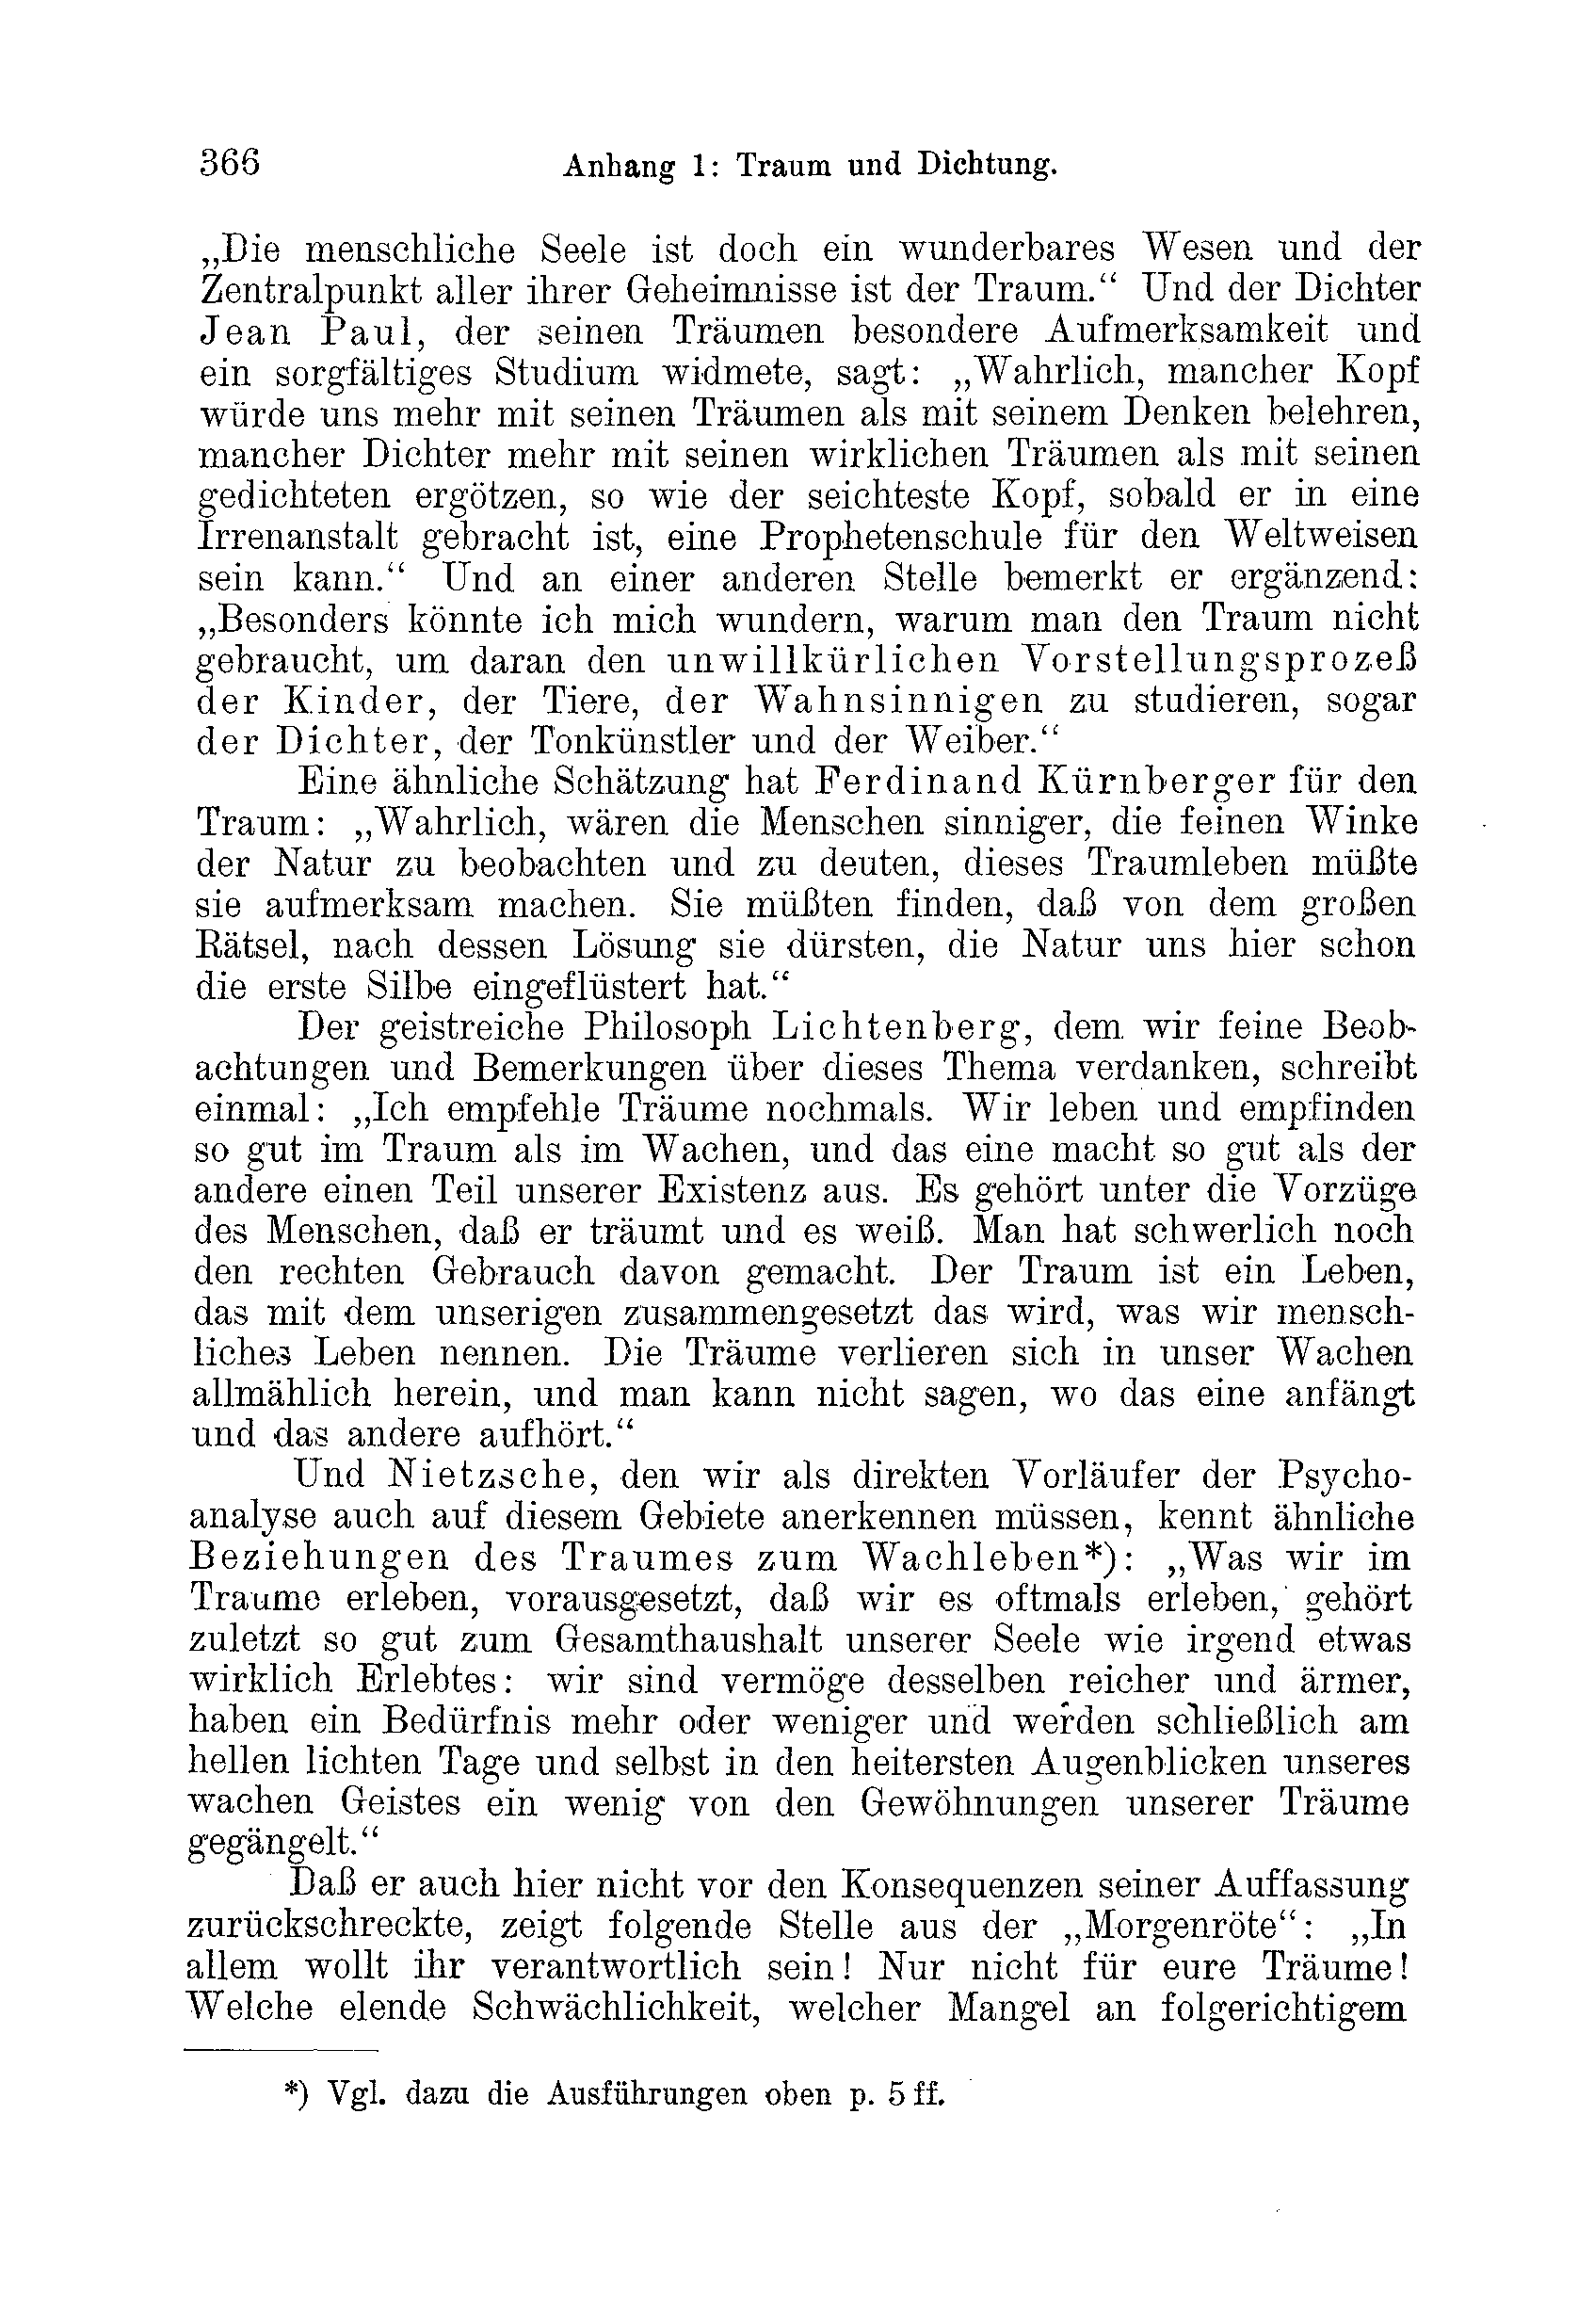 366 Anhang 1: Traum und Dichtung.
„Die menschliche Seele ist doch ein wunderbares Wesen und der
Zentralpunkt aller ihrer Geheimnisse ist der Traum.“ Und der Dichter
Jean Paul, der seinen Träumen besondere Aufmerksamkeit und
ein sorgfältiges Studium widmete, sagt: „Wahrlich, mancher Kopf
würde uns mehr mit seinen Träumen als mit seinem Denken belehren,
mancher Dichter mehr mit seinen wirklichen Träumen als mit seinen
gedichteten ergötzen, so wie der seichteste Kopf, sobald er in eine
Irrenanstalt gebracht ist, eine Prophetenschule für den Weltweisen
sein kann.“ Und an einer anderen Stelle bemerkt er ergänzend:
„Besonders könnte ich mich wundern, warum man den Traum nicht
gebraucht, um daran den unwillkürlichen Vorstellungsprozeß
der Kinder, der Tiere, der Wahnsinnigen zu studieren, sogar
der Dichter, der Tonkünstler und der Weiber.“
Eine ähnliche Schätzung hat Ferdinand Kürnberger für den
Traum: „Wahrlich, wären die Menschen sinniger, die feinen Winke
der Natur zu beobachten und zu deuten, dieses Traumleben müßte
sie aufmerksam machen. Sie müßten finden, daß von dem großen
Rätsel, nach dessen Lösung sie dürsten, die Natur uns hier schon
die erste Silbe eingeflüstert hat.“
Der geistreiche Philosoph Lichtenberg, dem wir feine Beob-
achtungen und Bemerkungen über dieses Thema verdanken, schreibt
einmal: „Ich empfehle Träume nochmals. Wir leben und empfinden
so gut im Traum als im Wachen, und das eine macht so gut als der
andere einen Teil unserer Existenz aus. Es gehört unter die Vorzüge
des Menschen, daß er träumt und es weiß. Man hat schwerlich noch
den rechten Gebrauch davon gemacht. Der Traum ist ein Leben,
das mit dem unserigen zusammengesetzt das wird, was wir mensch-
liches Leben nennen. Die Träume verlieren sich in unser Wachen
allmählich herein, und man kann nicht sagen, wo das eine anfängt
und das andere aufhört.“
Und Nietzsche, den wir als direkten Vorläufer der Psycho-
analyse auch auf diesem Gebiete anerkennen müssen, kennt ähnliche
Beziehungen des Traumes zum Wachleben*): „Was wir im
Traume erleben, vorausgesetzt, daß wir es oftmals erleben, gehört
zuletzt so gut zum Gesamthaushalt unserer Seele wie irgend etwas
wirklich Erlebtes: wir sind vermöge desselben reicher und ärmer,
haben ein Bedürfnis mehr oder weniger und werden schließlich am
hellen lichten Tage und selbst in den heitersten Augenblicken unseres
wachen Geistes ein wenig von den Gewöhnungen unserer Träume
gegängelt.“
Daß er auch hier nicht vor den Konsequenzen seiner Auffassung
zurückschreckte, zeigt folgende Stelle aus der „Morgenröte“: „In
allem wollt ihr verantwortlich sein! Nur nicht für eure Träume!
Welche elende Schwächlichkeit, welcher Mangel an folgerichtigem
*) Vgl. dazu die Ausführungen oben p. 5 ff.